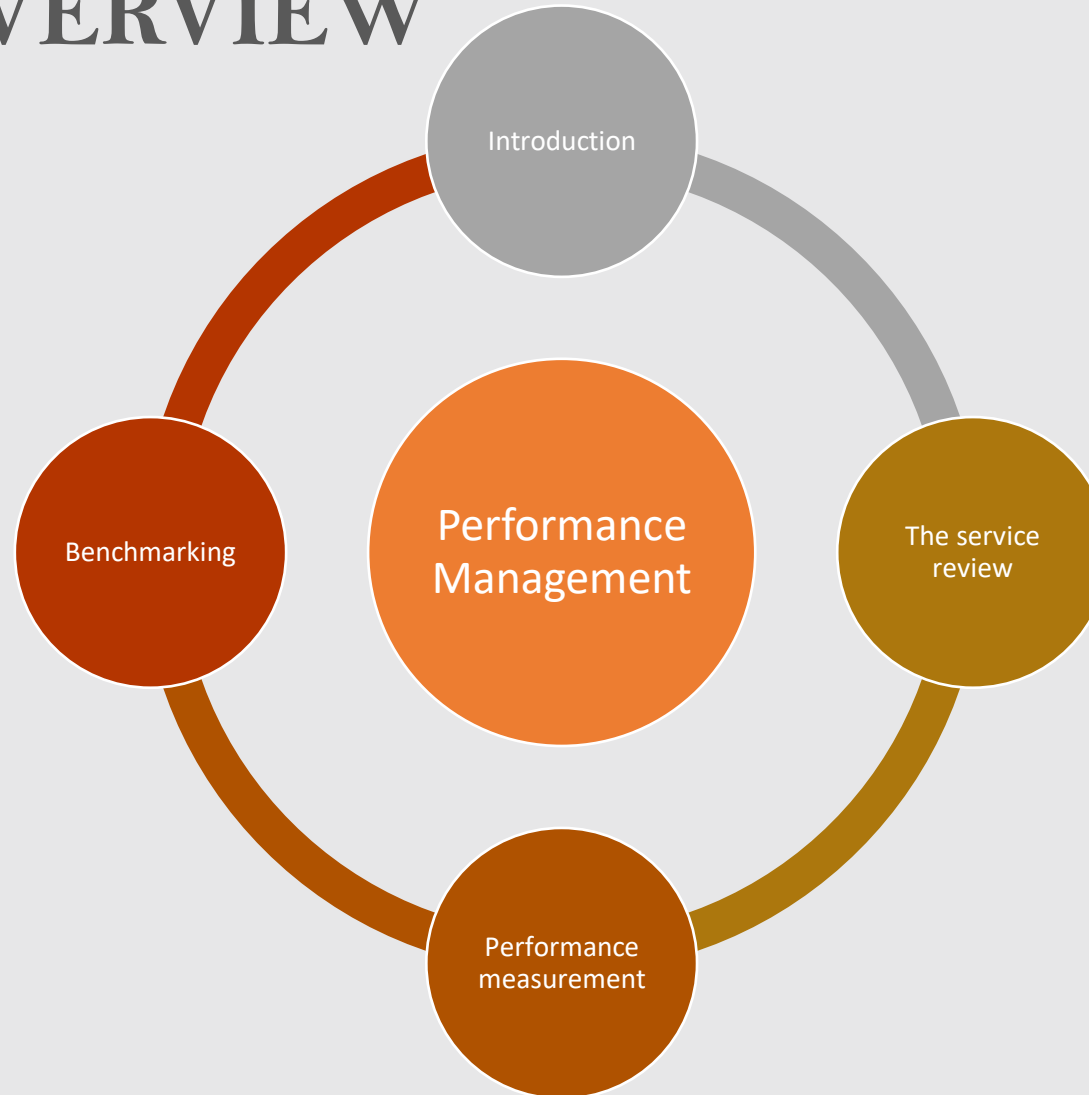 VERVIEW
Introduction
The service
review
Performance
Management
Benchmarking
Performance
measurement